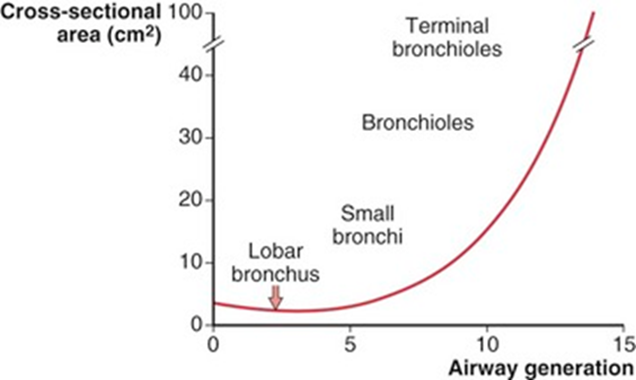 Cross-sectional
area (cm²)
100
40
30
20
10
0
Terminal
bronchioles
Bronchioles
Small
bronchi
Lobar
bronchus
0
5
10
15
Airway generation